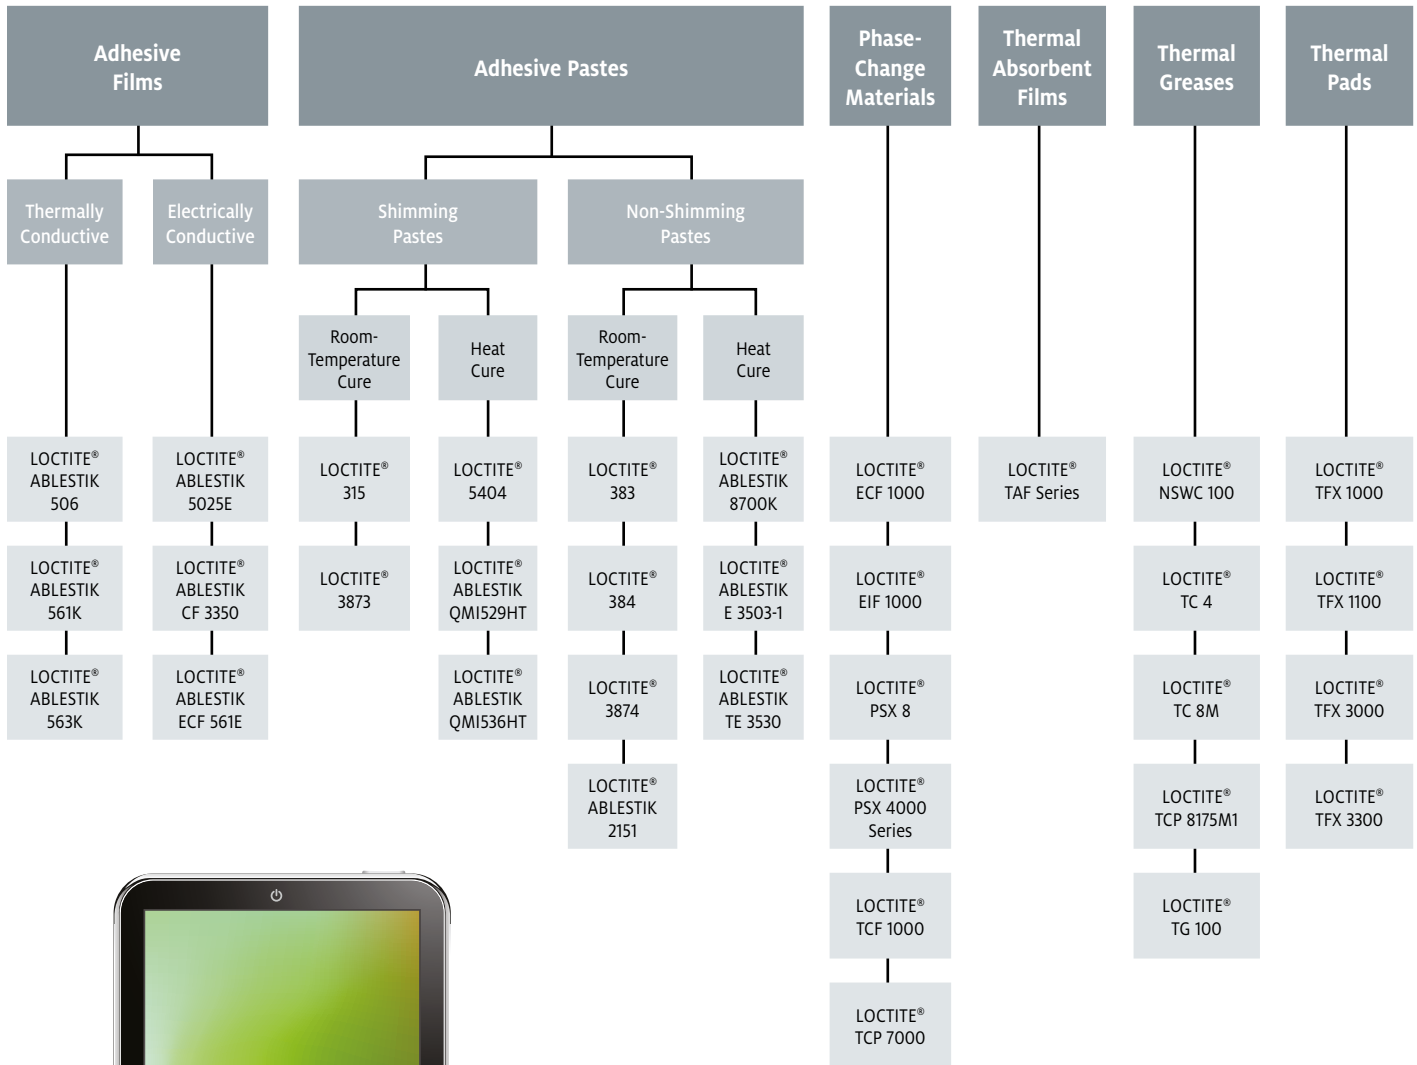 Adhesive
Films
Adhesive Pastes
Phase-
Change
Materials
Thermal
Absorbent
Films
Thermal
Greases
Thermal
Pads
Thermally
Conductive
Electrically
Conductive
Shimming
Pastes
Non-Shimming
Pastes
Room-
Temperature
Cure
Heat
Cure
Room-
Temperature
Cure
Heat
Cure
LOCTITE®
ABLESTIK
506
LOCTITE®
ABLESTIK
561K
LOCTITE®
ABLESTIK
563K
LOCTITE®
ABLESTIK
5025E
LOCTITE®
ABLESTIK
CF 3350
LOCTITE®
ABLESTIK
ECF 561E
LOCTITE®
315
LOCTITE®
3873
LOCTITE®
5404
LOCTITE®
ABLESTIK
QMI529HT
LOCTITE®
ABLESTIK
QMI536HT
LOCTITE®
383
LOCTITE®
384
LOCTITE®
3874
LOCTITE®
ABLESTIK
2151
LOCTITE®
ABLESTIK
8700K
LOCTITE®
ABLESTIK
E 3503-1
LOCTITE®
ABLESTIK
TE 3530
LOCTITE®
ECF 1000
LOCTITE®
EIF 1000
LOCTITE®
PSX 8
LOCTITE®
PSX 4000
Series
LOCTITE®
TCF 1000
LOCTITE®
TCP 7000
LOCTITE®
TAF Series
LOCTITE®
NSWC 100
LOCTITE®
TC 4
LOCTITE®
TC 8M
LOCTITE®
TCP 8175M1
LOCTITE®
TG 100
LOCTITE®
TFX 1000
LOCTITE®
TFX 1100
LOCTITE®
TFX 3000
LOCTITE®
TFX 3300